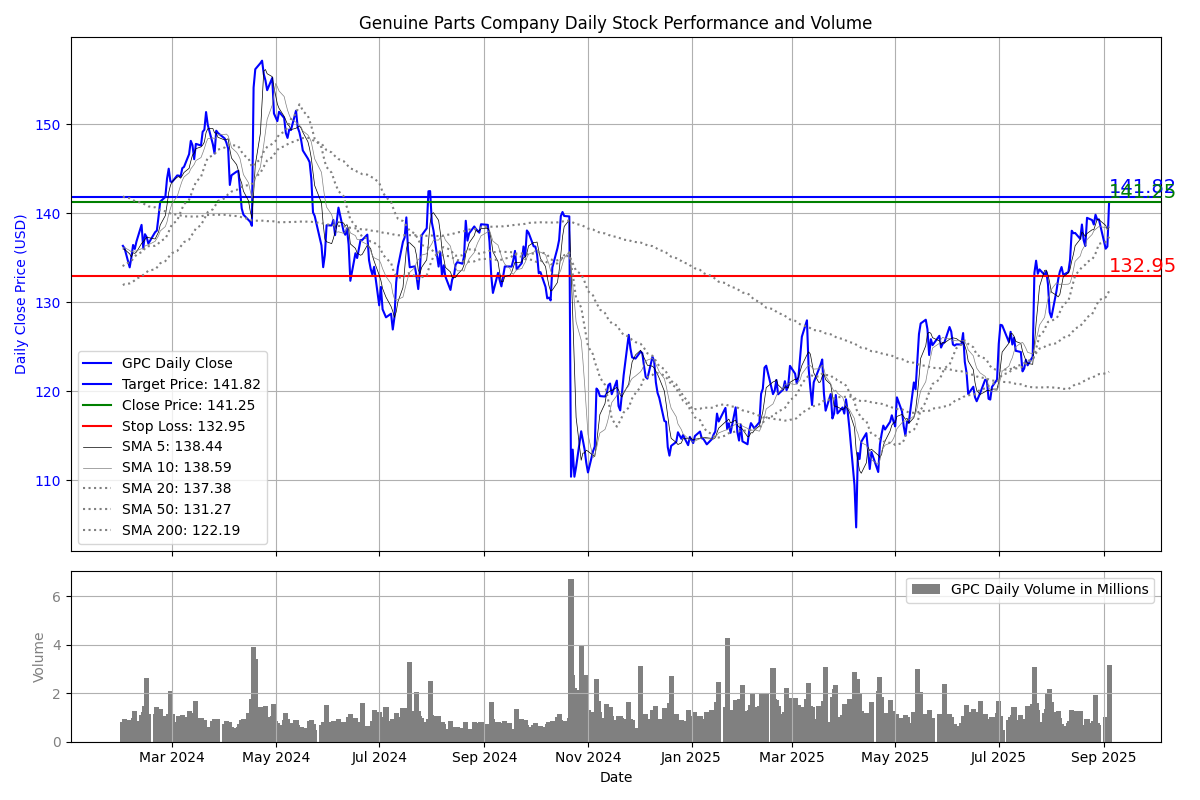 Genuine Parts Company Daily Stock Performance and Volume
Daily Close Price (USD)
150
140
130
120
110
141.82
141.25
132.95
GPC Daily Close
Target Price: 141.82
Close Price: 141.25
Stop Loss: 132.95
SMA 5: 138.44
SMA 10: 138.59
SMA 20: 137.38
SMA 50: 131.27
SMA 200: 122.19
Volume
6
4
2
0
GPC Daily Volume in Millions
Mar 2024 May 2024 Jul 2024 Sep 2024 Nov 2024 Jan 2025 Mar 2025 May 2025 Jul 2025 Sep 2025
Date